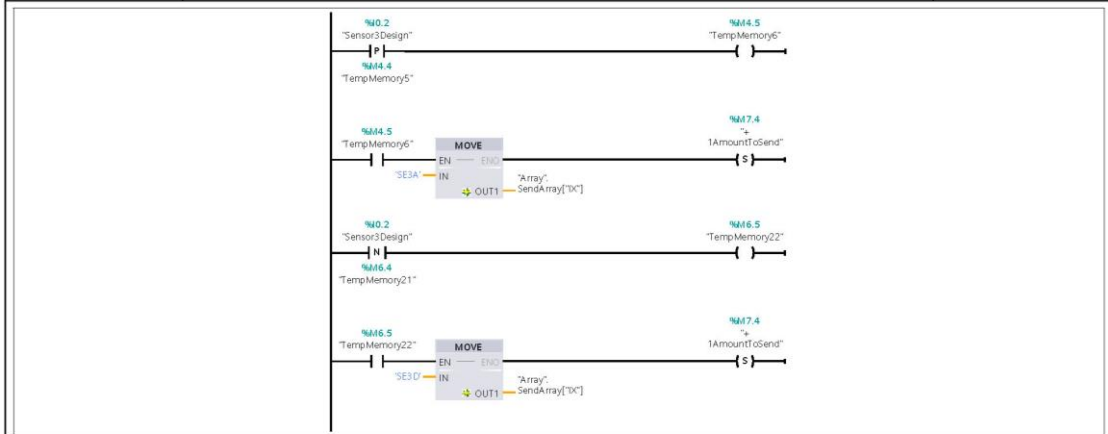 %I0.2
"Sensor3Design"
P
%M4.4
"TempMemory5"
%M4.5
"TempMemory6"
%M4.5
"TempMemory6"
MOVE
EN ENO
'SE3A' IN
OUT1
"Array".
SendArray["IX"]
%M7.4
"+
1AmountToSend"
S
%I0.2
"Sensor3Design"
N
%M6.4
"TempMemory21"
%M6.5
"TempMemory22"
%M6.5
"TempMemory22"
MOVE
EN ENO
'SE3D' IN
OUT1
"Array".
SendArray["IX"]
%M7.4
"+
1AmountToSend"
S